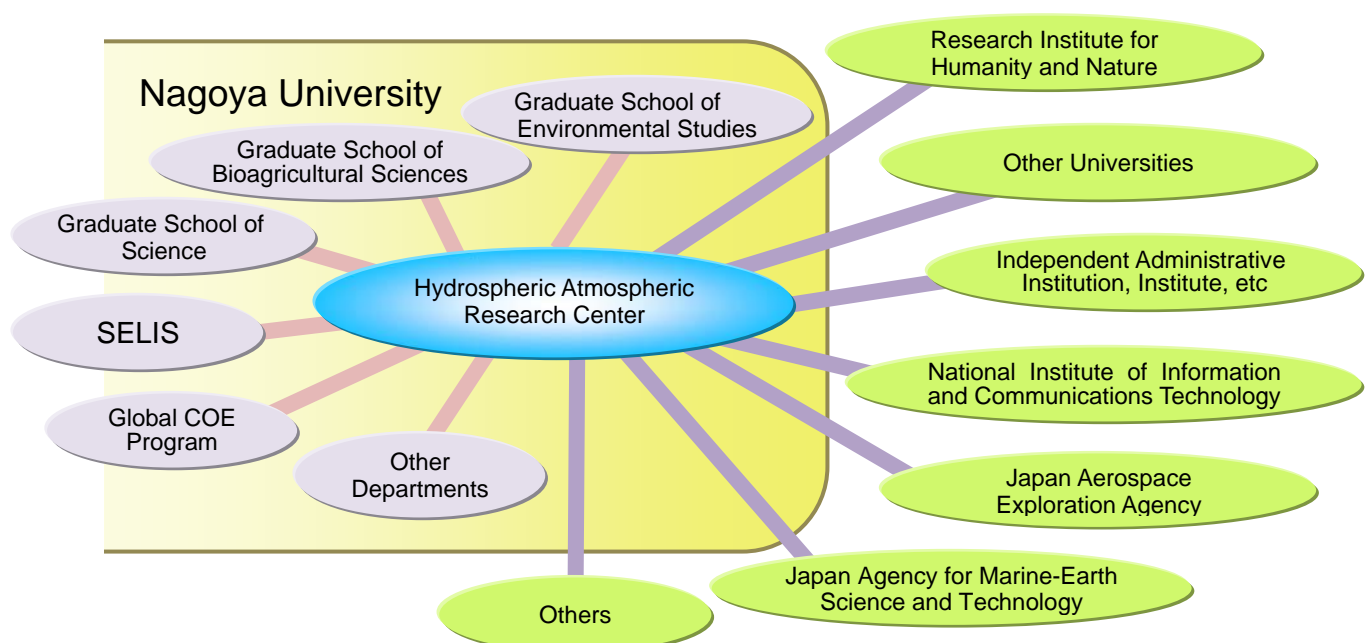 Nagoya University
Graduate School of
Environmental Studies
Graduate School of
Bioagricultural Sciences
Graduate School of
Science
SELIS
Global COE
Program
Other
Departments
Hydrospheric Atmospheric
Research Center
Research Institute for
Humanity and Nature
Other Universities
Independent Administrative
Institution, Institute, etc
National Institute of Information
and Communications Technology
Japan Aerospace
Exploration Agency
Japan Agency for Marine-Earth
Science and Technology
Others